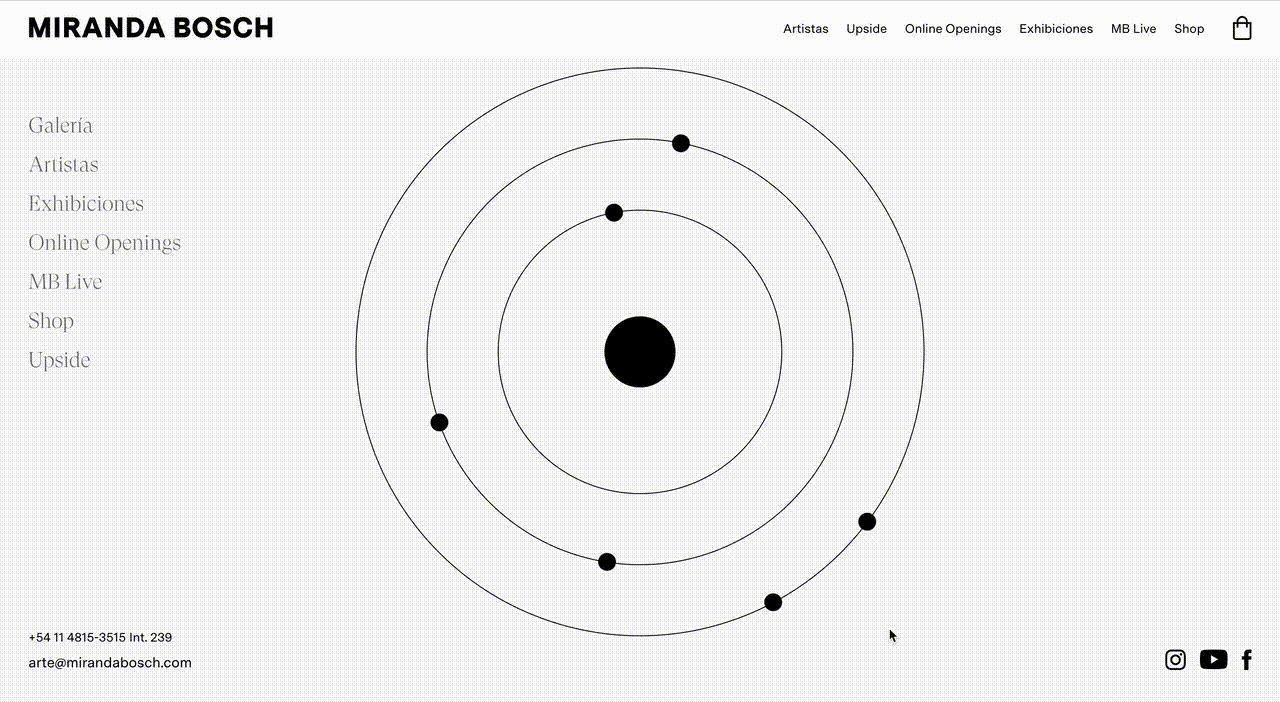 MIRANDA BOSCH
Artistas Upside Online Openings Exhibiciones MB Live Shop
Galería
Artistas
Exhibiciones
Online Openings
MB Live
Shop
Upside
+54 11 4815-3515 Int. 239
arte@mirandabosch.com